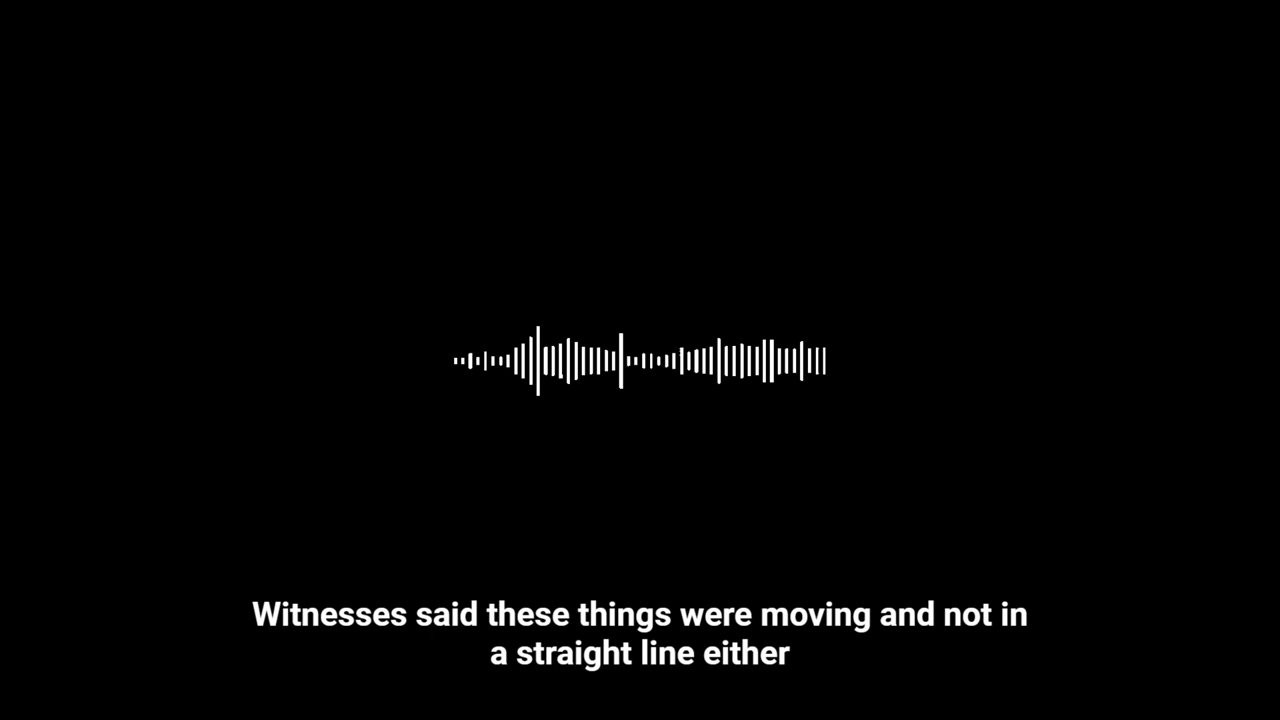 Witnesses said these things were moving and not in
a straight line either